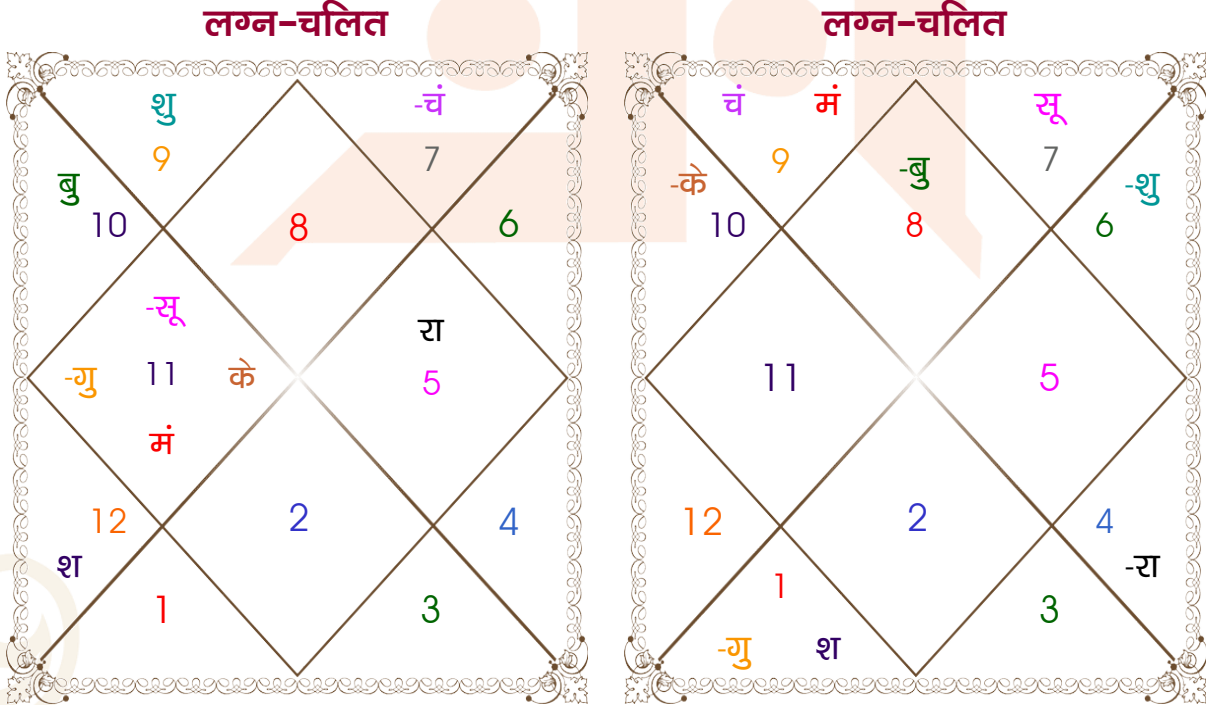 लग्न-चलित
शु -चं
9 7
बु
10 8 6
-सू
रा
-गु 11 के 5
मं
12 2 4
श
1 3
लग्न-चलित
चं मं सू
9 7
-के -बु -शु
10 8 6
11 5
12 2 4
-रा
1 3
-गु श